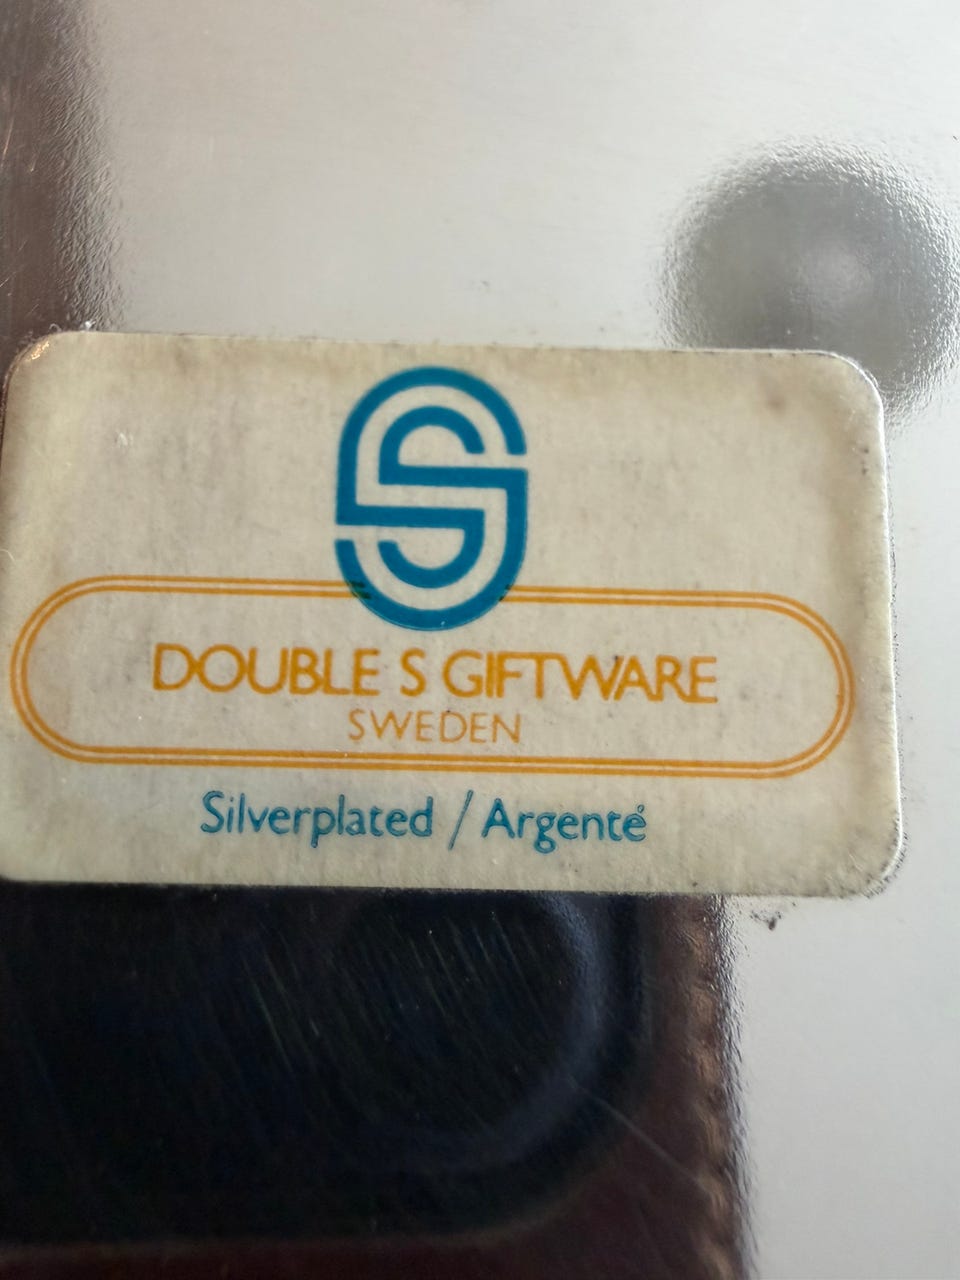 DOUBLE S GIFTWARE
SWEDEN
Silverplated / Argenté